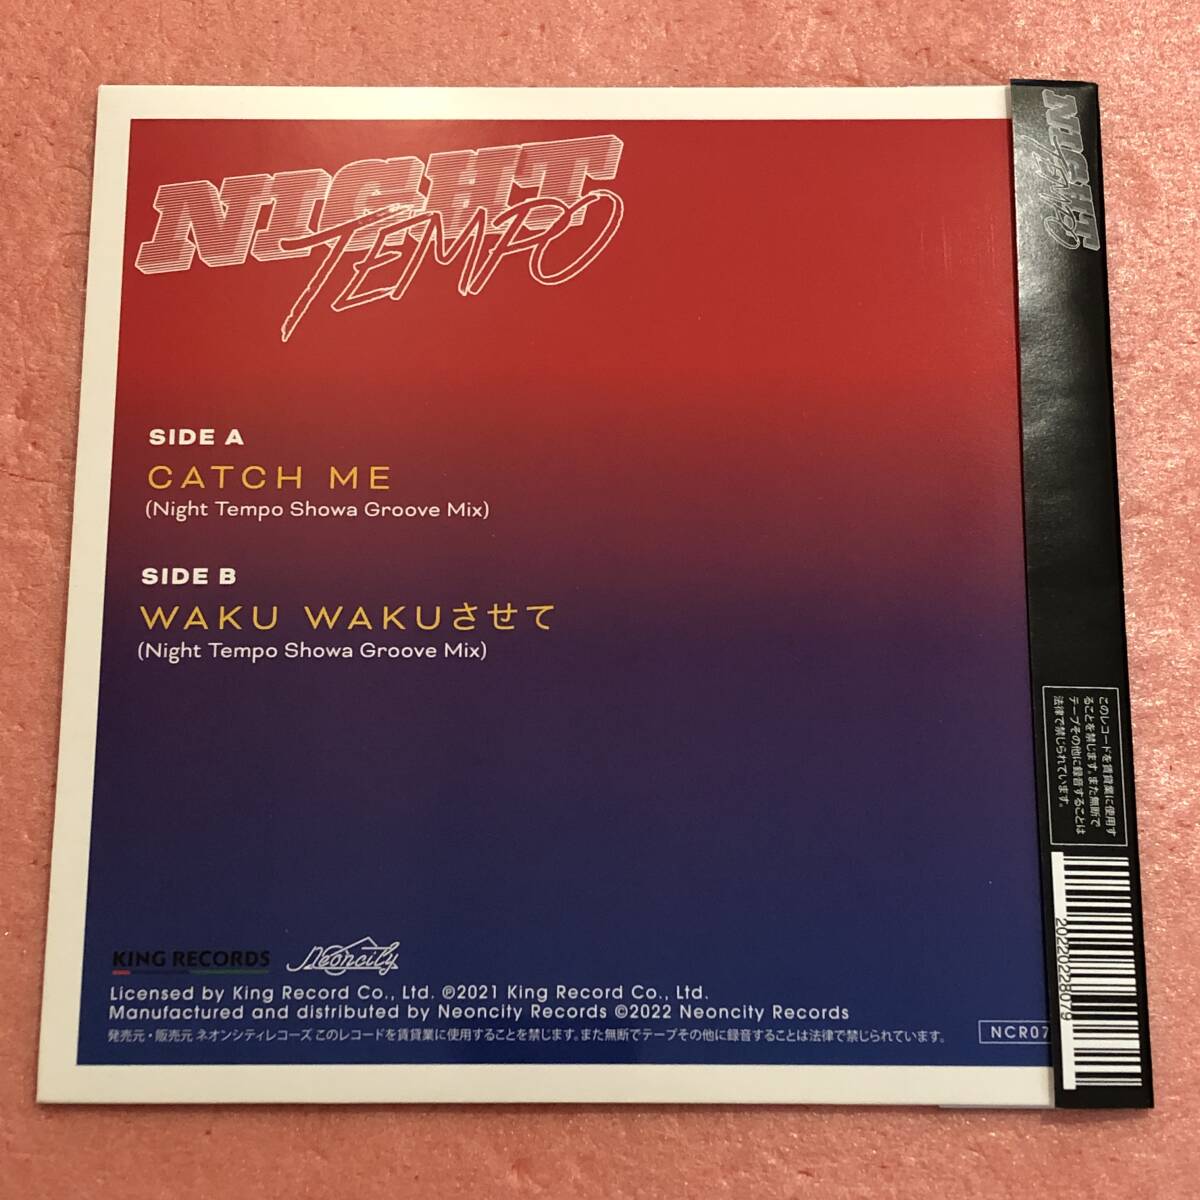 NIGHT
TEMPO
SIDE A
CATCH ME
(Night Tempo Showa Groove Mix)
SIDE B
WAKU WAKUさせて
(Night Tempo Showa Groove Mix)
KING RECORDS
Neoncity
Licensed by King Record Co., Ltd. ℗2021 King Record Co., Ltd.
Manufactured and distributed by Neoncity Records ©2022 Neoncity Records
発売元・販売元 ネオンシティレコーズ このレコードを賃貸業に使用することを禁じます。また無断でテープその他に録音することは法律で禁じられています。
NCR07
NIGHT
TEMPO
このレコードを賃貸業に使用す
ることを禁じます。また無断で
テープその他に録音することは
法律で禁じられています。
20220228079